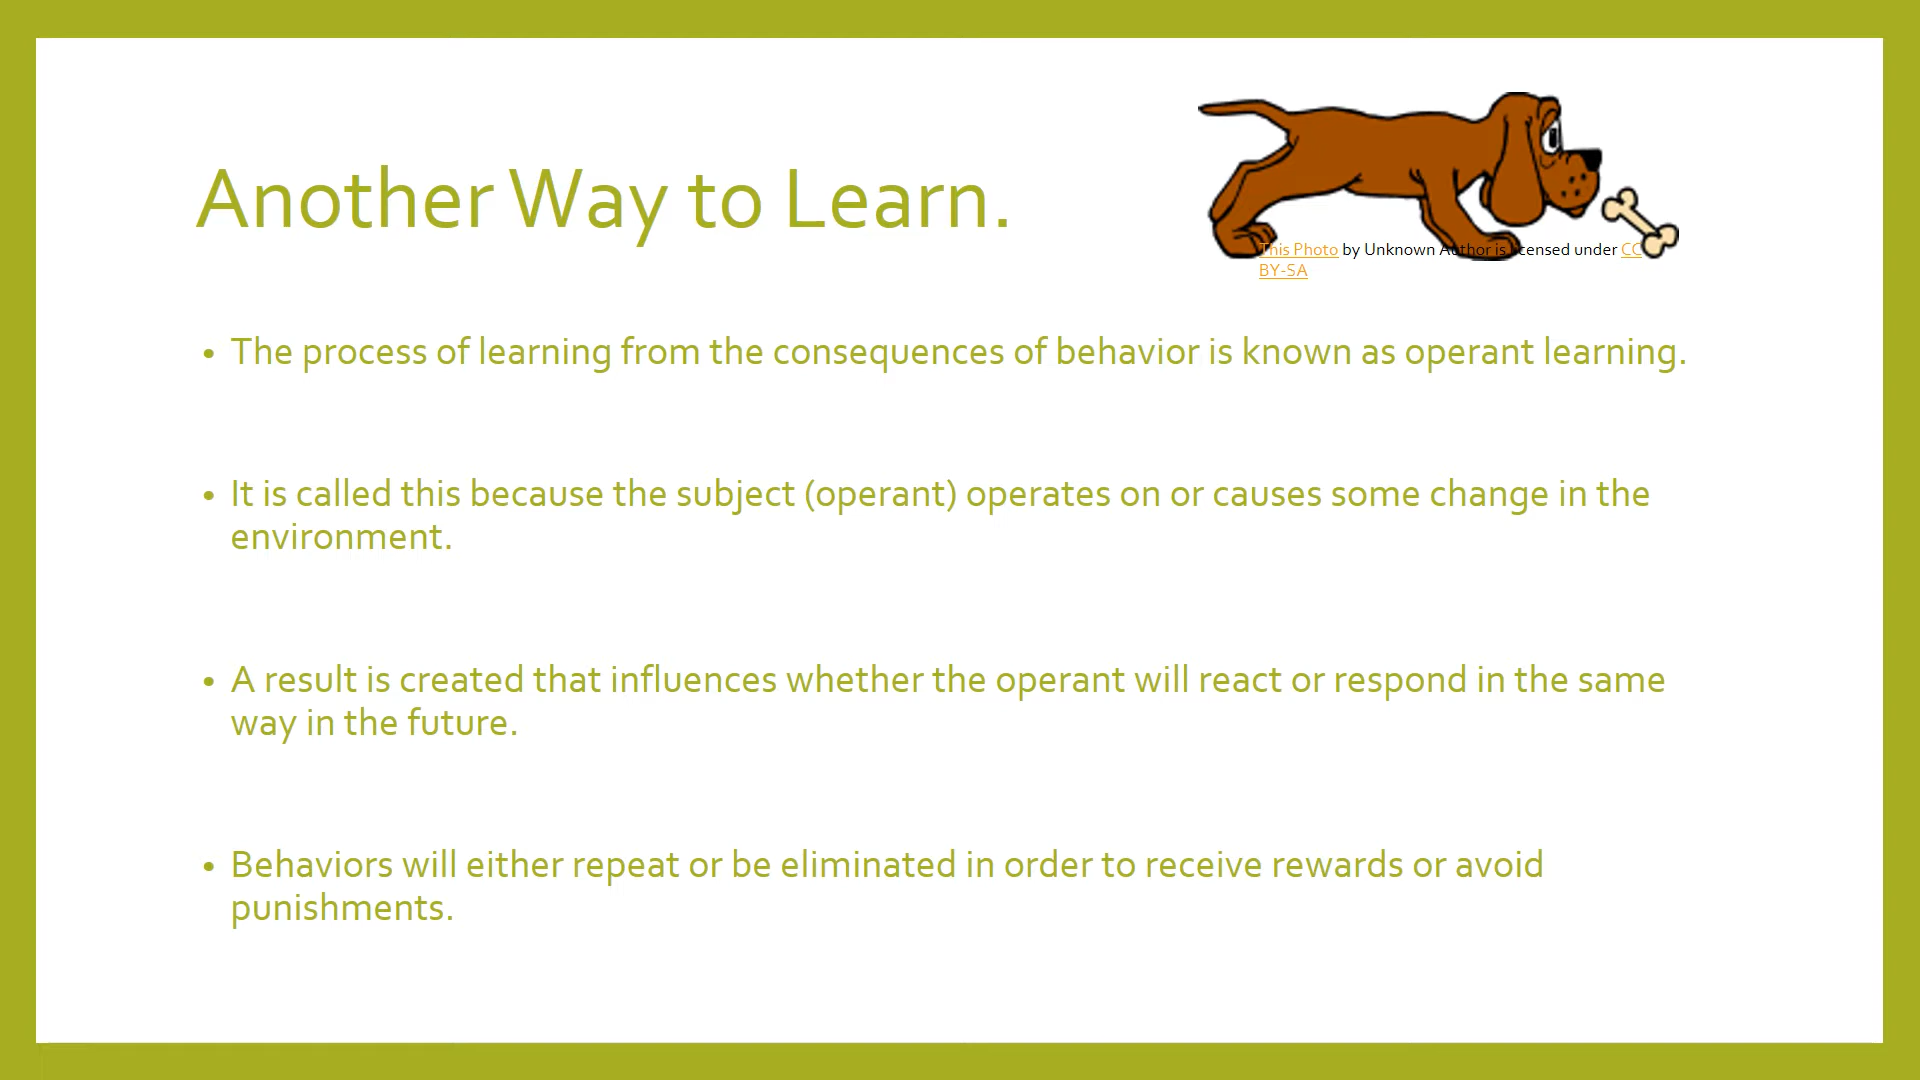 Another Way to Learn.
This Photo by Unknown Author is licensed under CC
BY-SA
• The process of learning from the consequences of behavior is known as operant learning.
• It is called this because the subject (operant) operates on or causes some change in the
environment.
• A result is created that influences whether the operant will react or respond in the same
way in the future.
• Behaviors will either repeat or be eliminated in order to receive rewards or avoid
punishments.